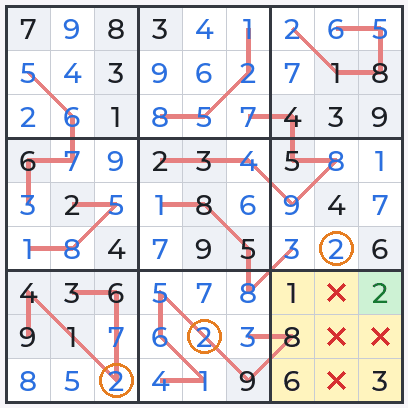 7 9 8 3 4 1 2 6 5
5 4 3 9 6 2 7 1 8
2 6 1 8 5 7 4 3 9
6 7 9 2 3 4 5 8 1
3 2 5 1 8 6 9 4 7
1 8 4 7 9 5 3 2 6
4 3 6 5 7 8 1 × 2
9 1 7 6 2 3 8 × ×
8 5 2 4 1 9 6 × 3